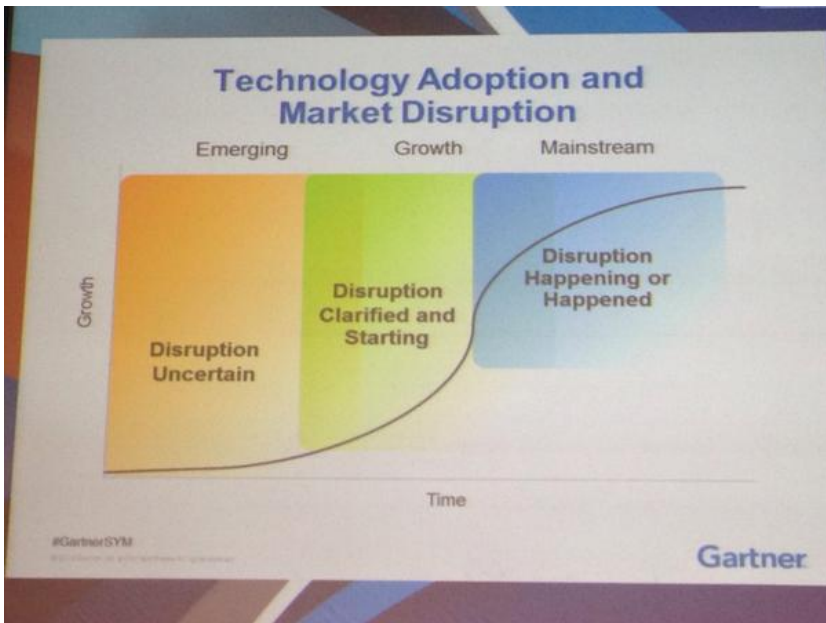 Technology Adoption and
Market Disruption
Emerging Growth Mainstream
Growth
Disruption
Uncertain
Disruption
Clarified and
Starting
Disruption
Happening or
Happened
Time
#GartnerSYM
Gartner